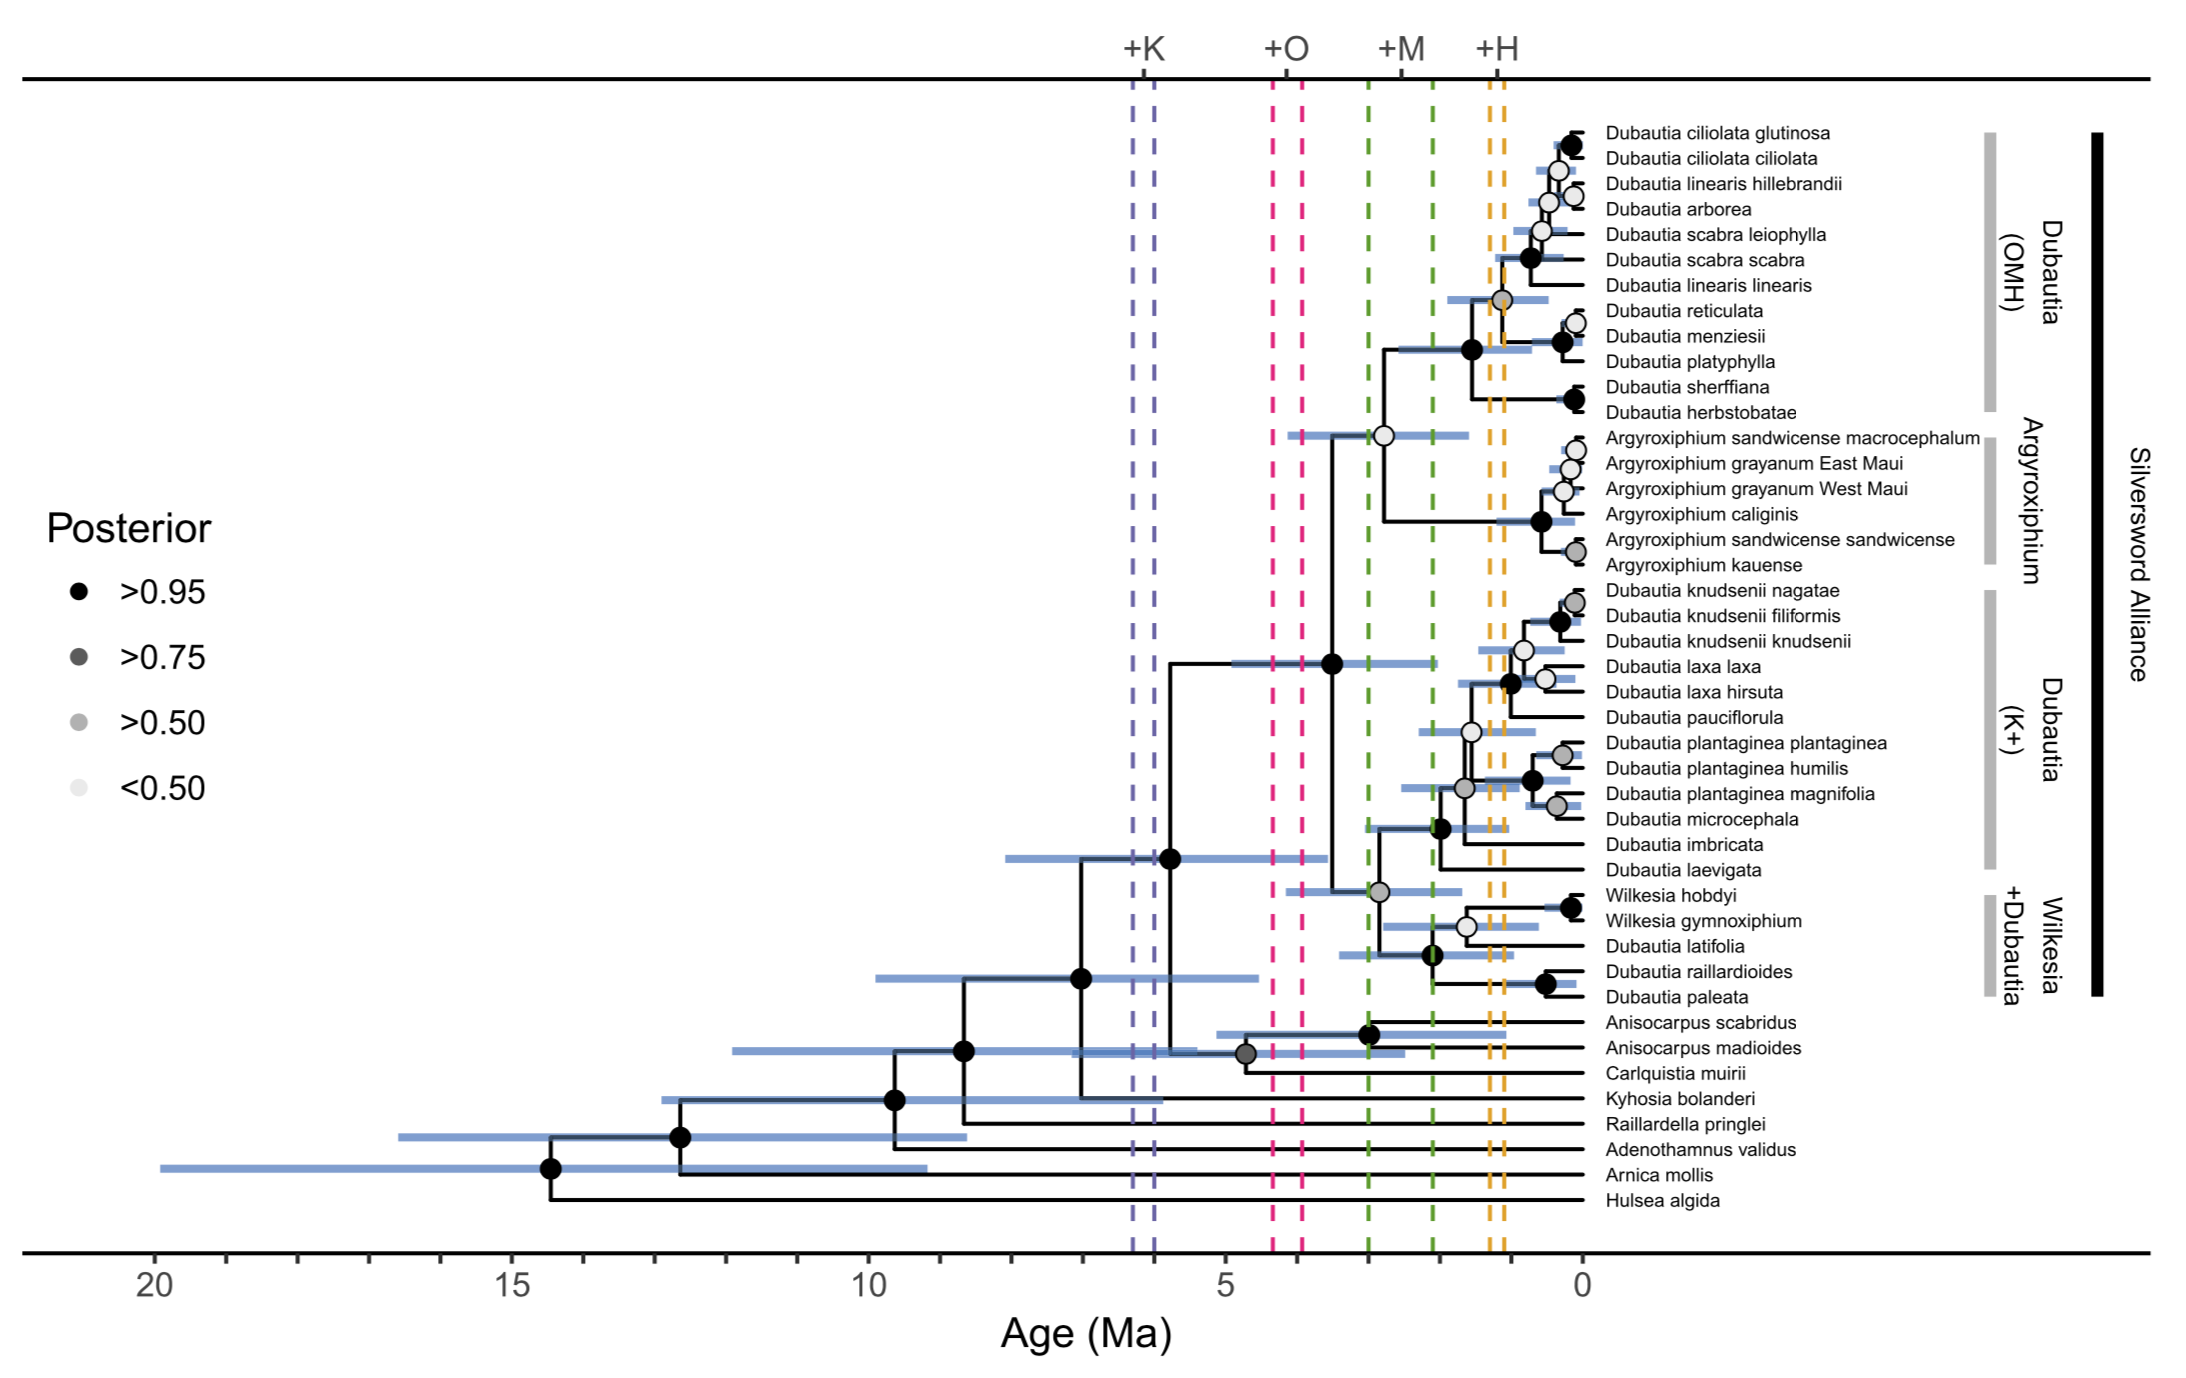 +K +O +M +H
Dubautia ciliolata glutinosa
Dubautia ciliolata ciliolata
Dubautia linearis hillebrandii
Dubautia arborea
Dubautia scabra leiophylla
Dubautia scabra scabra
Dubautia linearis linearis
Dubautia reticulata
Dubautia menziesii
Dubautia platyphylla
Dubautia sherffiana
Dubautia herbstobatae
Argyroxiphium sandwicense macrocephalum
Argyroxiphium grayanum East Maui
Argyroxiphium grayanum West Maui
Argyroxiphium caliginis
Argyroxiphium sandwicense sandwicense
Argyroxiphium kauense
Dubautia knudsenii nagatae
Dubautia knudsenii filiformis
Dubautia knudsenii knudsenii
Dubautia laxa laxa
Dubautia laxa hirsuta
Dubautia pauciflorula
Dubautia plantaginea plantaginea
Dubautia plantaginea humilis
Dubautia plantaginea magnifolia
Dubautia microcephala
Dubautia imbricata
Dubautia laevigata
Wilkesia hobdyi
Wilkesia gymnoxiphium
Dubautia latifolia
Dubautia raillardioides
Dubautia paleata
Anisocarpus scabridus
Anisocarpus madioides
Carlquistia muirii
Kyhosia bolanderi
Raillardella pringlei
Adenothamnus validus
Arnica mollis
Hulsea algida
Dubautia
(OMH)
Argyroxiphium
Dubautia
(K+)
Wilkesia
+Dubautia
Silversword Alliance
Posterior
>0.95
>0.75
>0.50
<0.50
20 15 10 5 0
Age (Ma)